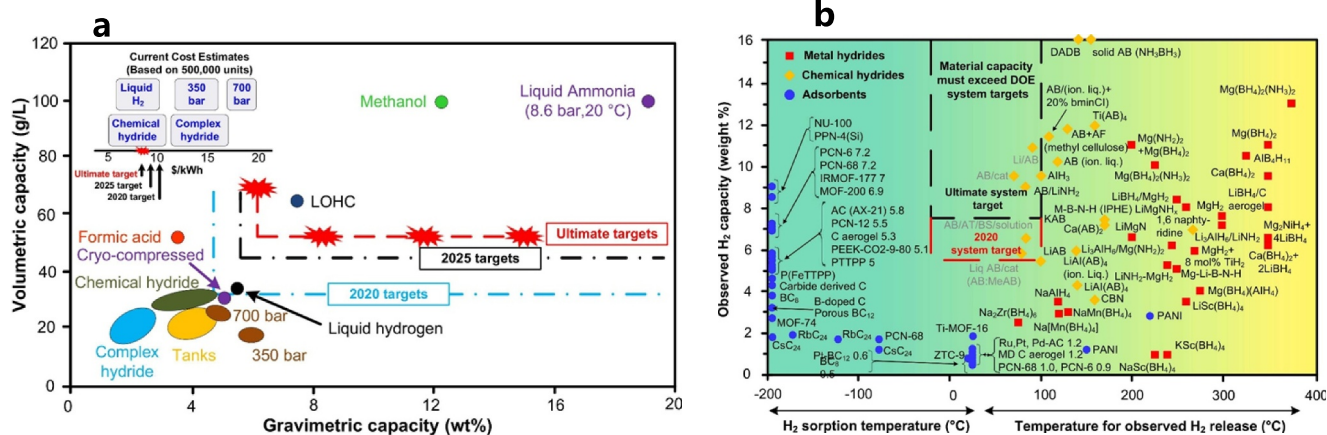 a
Volumetric capacity (g/L)
120
100
80
60
40
20
0
0
4
8
12
16
20
Gravimetric capacity (wt%)
Current Cost Estimates
(Based on 500,000 units)
Liquid
H₂
350
bar
700
bar
Chemical
hydride
Complex
hydride
5
10
15
20
$/kWh
Ultimate target
2025 target
2020 target
Methanol
Liquid Ammonia
(8.6 bar,20 °C)
LOHC
Formic acid
Cryo-compressed
Chemical hydride
Ultimate targets
2025 targets
2020 targets
Liquid hydrogen
700 bar
350 bar
Complex
hydride
Tanks
b
Observed H₂ capacity (weight %)
16
14
12
10
8
6
4
2
0
-200
-100
0
100
200
300
400
H₂ sorption temperature (°C)
Temperature for observed H₂ release (°C)
Metal hydrides
Chemical hydrides
Adsorbents
Material capacity
must exceed DOE
system targets
DADB
solid AB (NH₃BH₃)
Mg(BH₄)₂(NH₃)₂
AB/(ion. liq.)+
20% bminCl)
Ti(AB)₄
AB+AF
(methyl cellulose)
Li/AB
AB (ion. liq.)
AB/cat
AlH₃
AB/LiNH₂
Mg(NH₂)₂
+Mg(BH₄)₂
Mg(BH₄)₂(NH₃)₂
Mg(BH₄)₂
AlB₄H₁₁
Ca(BH₄)₂
NU-100
PPN-4(Si)
PCN-6 7.2
PCN-68 7.2
IRMOF-177 7
MOF-200 6.9
AC (AX-21) 5.8
PCN-12 5.5
C aerogel 5.3
PEEK-CO2-9-80 5.1
PTTPP 5
P(FeTTPP)
Carbide derived C
BC₈
B-doped C
Porous BC₁₂
MOF-74
RbC₂₄
RbC₂₄
PCN-68
CsC₂₄
CsC₂₄
BC₈
Ti-MOF-16
ZTC-9
Ru,Pt, Pd-AC 1.2
MD C aerogel 1.2
PCN-68 1.0, PCN-6 0.9
Ultimate system
target
AB/AT/BS/solution
2020
system target
Liq AB/cat
(AB:MeAB)
LiBH₄/MgH₂
M-B-N-H (IPHE)
LiMgNH₃
KAB
Ca(AB)₂
LiMgN
MgH₂
1,6 naphty-
ridine
LiBH₄/C
aerogel
Mg₂NiH₄+
4LiBH₄
Li₃AlH₆/LiNH₂
Ca(BH₄)₂+
2LiBH₄
LiAB
Li₃AlH₆/Mg(NH₂)₂
LiAl(AB)₄
(ion. Liq.)
LiAl(AB)₄
MgH₂+
8 mol% TiH₂
LiNH₂-MgH₂
Mg-Li-B-N-H
CBN
Mg(BH₄)(AlH₄)
LiSc(BH₄)₄
NaAlH₄
NaMn(BH₄)₄
Na₂Zr(BH₄)₆
Na[Mn(BH₄)₄]
PANI
PANI
KSc(BH₄)₄
NaSc(BH₄)₄